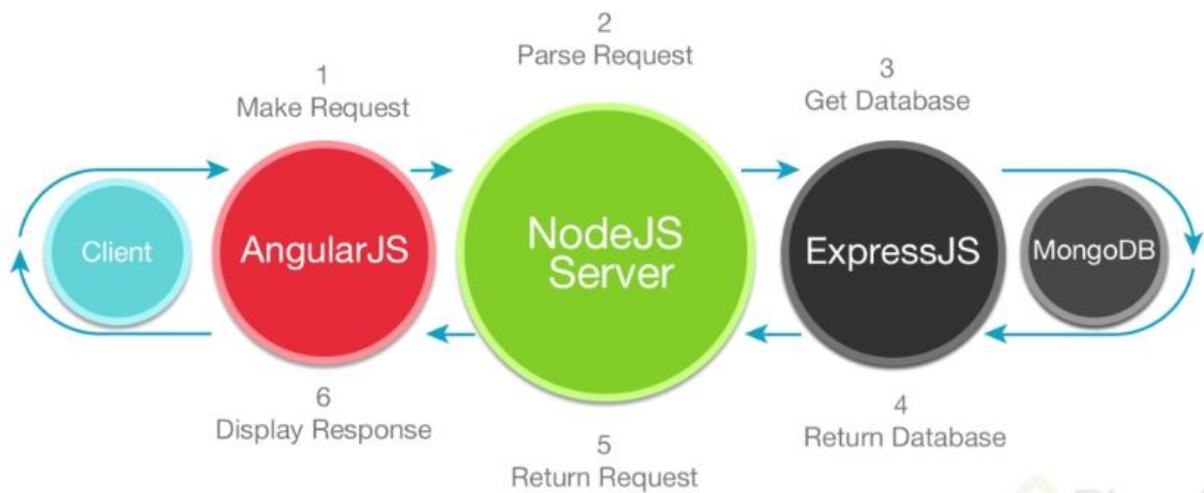 2
Parse Request
1
Make Request
3
Get Database
Client
AngularJS
NodeJS
Server
ExpressJS
MongoDB
6
Display Response
5
Return Request
4
Return Database